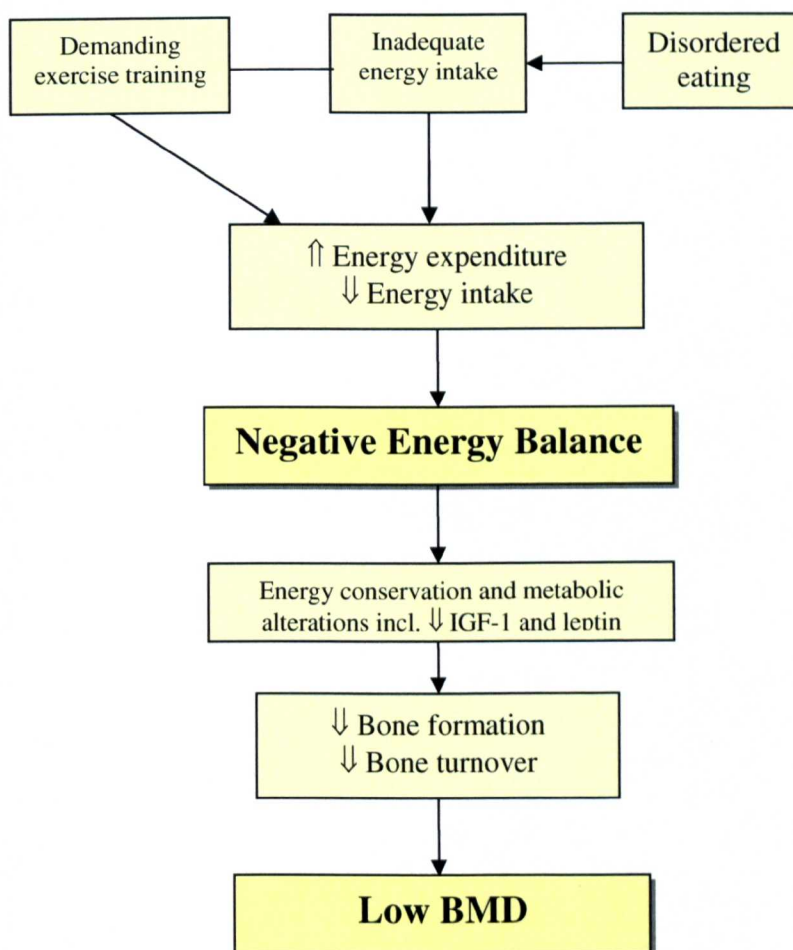 Demanding
exercise training
Inadequate
energy intake
Disordered
eating
⇑ Energy expenditure
⇓ Energy intake
Negative Energy Balance
Energy conservation and metabolic
alterations incl. ⇓ IGF-1 and leptin
⇓ Bone formation
⇓ Bone turnover
Low BMD